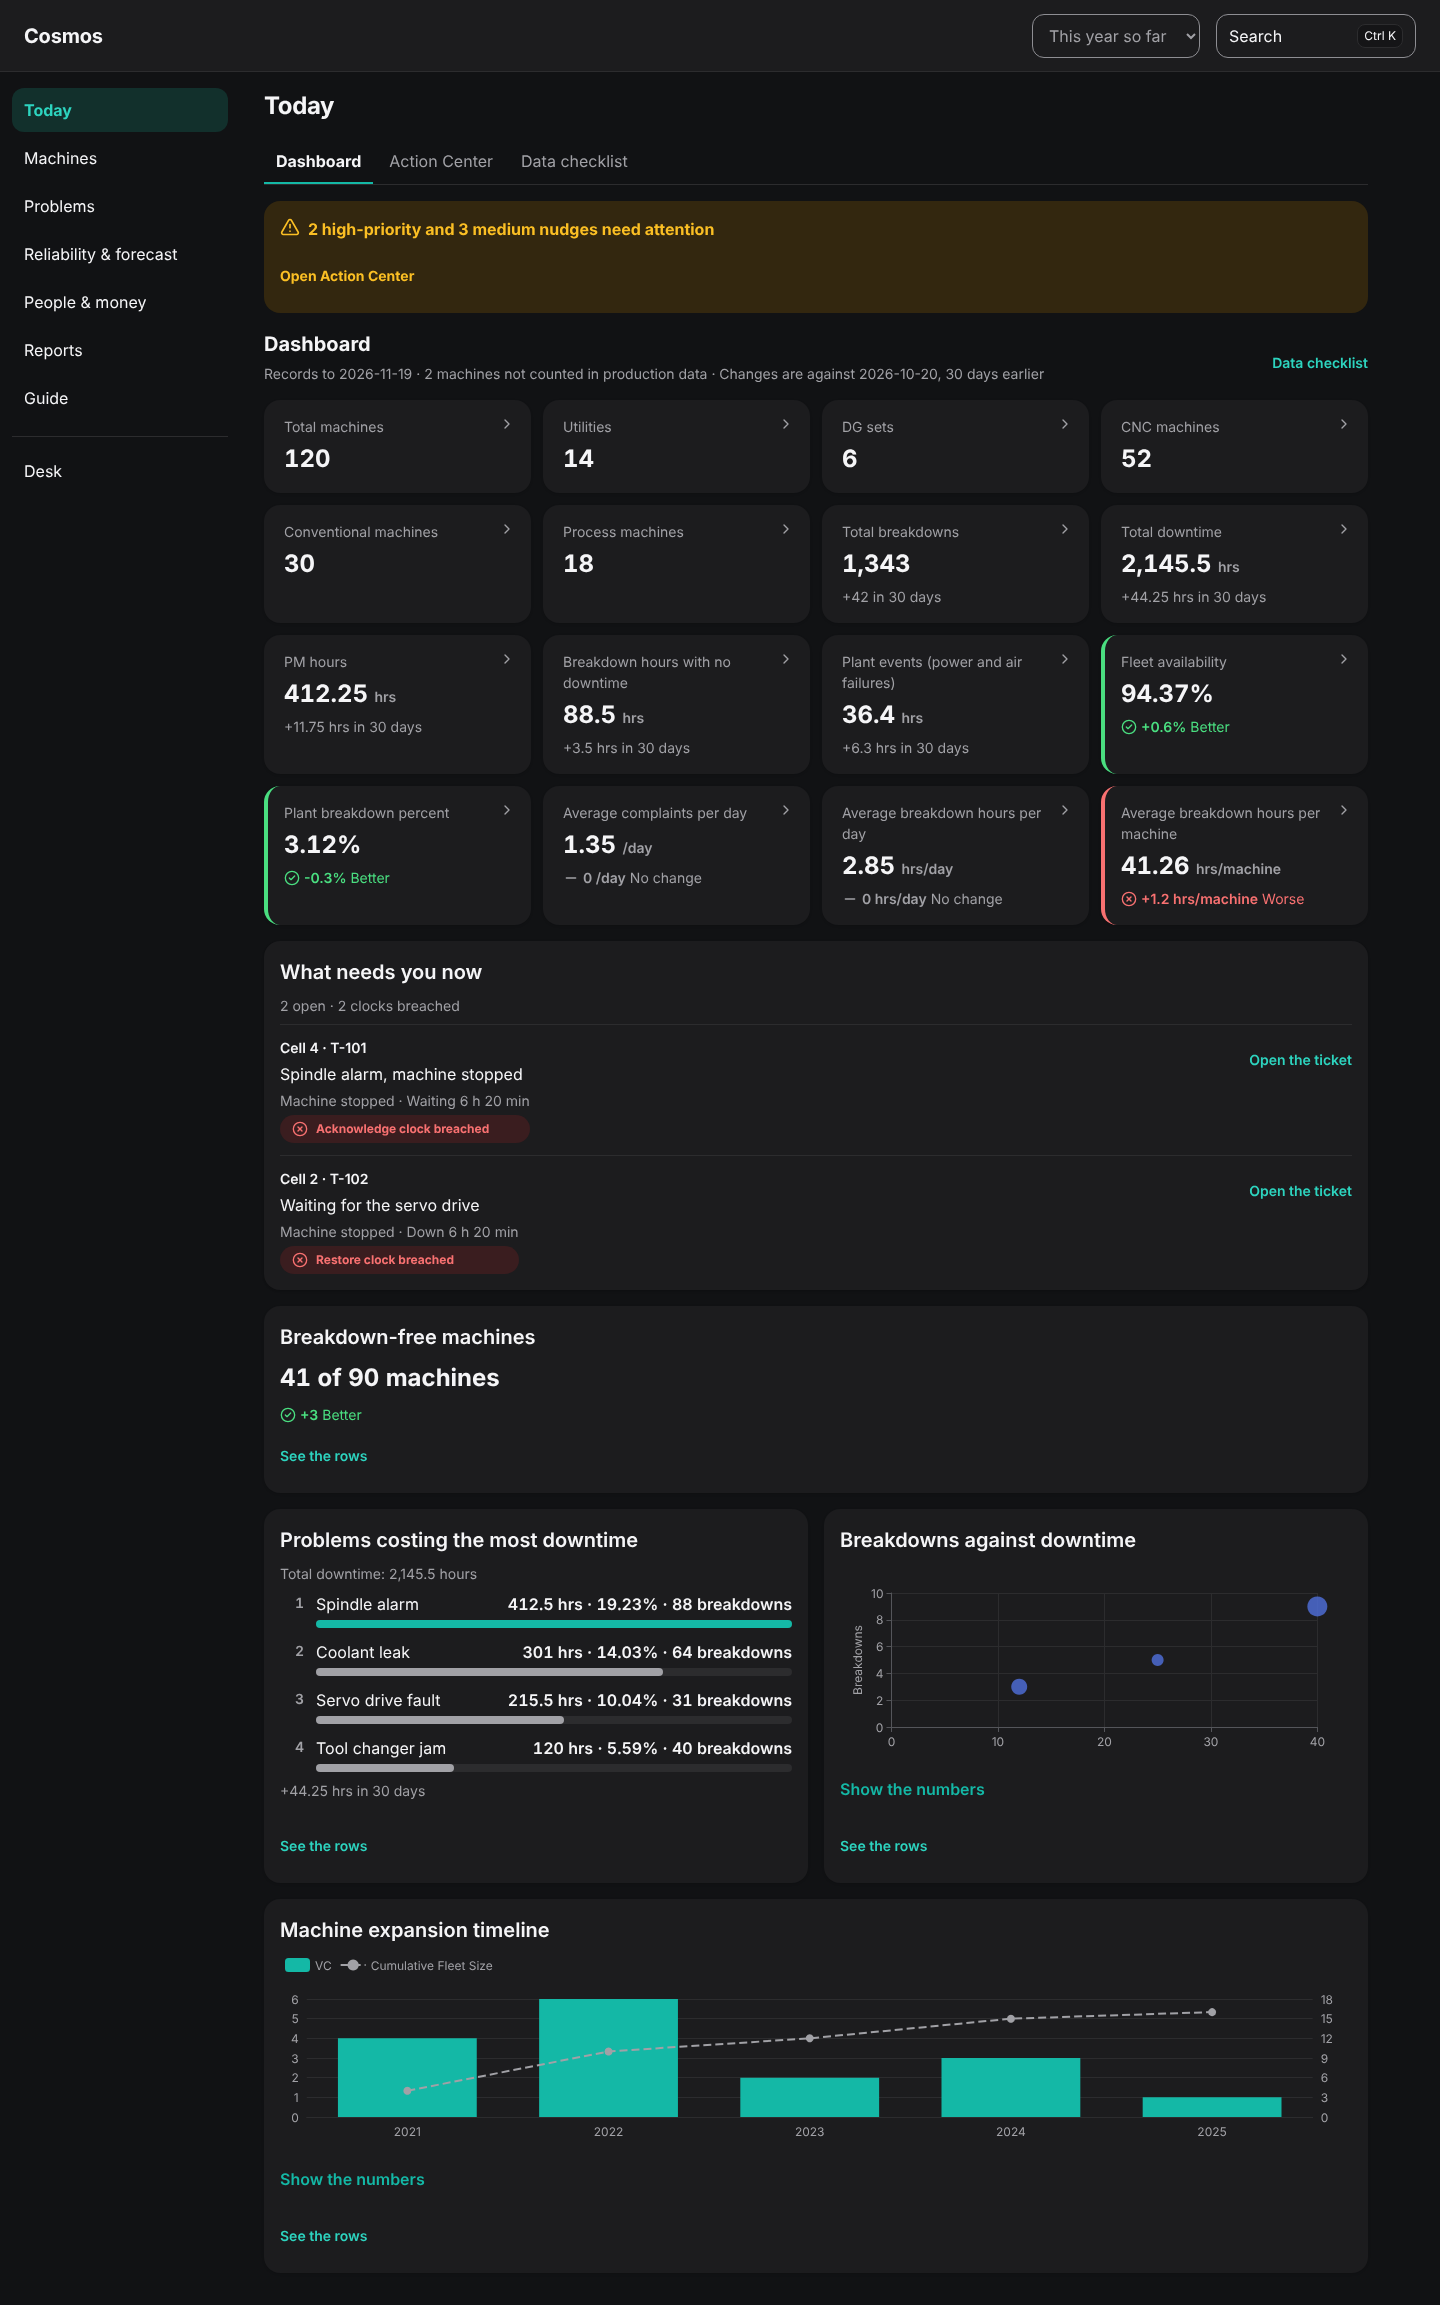 Cosmos
This year so far
Search
Ctrl K
Today
Machines
Problems
Reliability & forecast
People & money
Reports
Guide
Desk
Today
Dashboard
Action Center
Data checklist
2 high-priority and 3 medium nudges need attention
Open Action Center
Dashboard
Records to 2026-11-19 · 2 machines not counted in production data · Changes are against 2026-10-20, 30 days earlier
Data checklist
Total machines
120
Utilities
14
DG sets
6
CNC machines
52
Conventional machines
30
Process machines
18
Total breakdowns
1,343
+42 in 30 days
Total downtime
2,145.5 hrs
+44.25 hrs in 30 days
PM hours
412.25 hrs
+11.75 hrs in 30 days
Breakdown hours with no
downtime
88.5 hrs
+3.5 hrs in 30 days
Plant events (power and air
failures)
36.4 hrs
+6.3 hrs in 30 days
Fleet availability
94.37%
+0.6% Better
Plant breakdown percent
3.12%
-0.3% Better
Average complaints per day
1.35 /day
0 /day No change
Average breakdown hours per
day
2.85 hrs/day
0 hrs/day No change
Average breakdown hours per
machine
41.26 hrs/machine
+1.2 hrs/machine Worse
What needs you now
2 open · 2 clocks breached
Cell 4 · T-101
Spindle alarm, machine stopped
Machine stopped · Waiting 6 h 20 min
Acknowledge clock breached
Open the ticket
Cell 2 · T-102
Waiting for the servo drive
Machine stopped · Down 6 h 20 min
Restore clock breached
Open the ticket
Breakdown-free machines
41 of 90 machines
+3 Better
See the rows
Problems costing the most downtime
Total downtime: 2,145.5 hours
1 Spindle alarm 412.5 hrs · 19.23% · 88 breakdowns
2 Coolant leak 301 hrs · 14.03% · 64 breakdowns
3 Servo drive fault 215.5 hrs · 10.04% · 31 breakdowns
4 Tool changer jam 120 hrs · 5.59% · 40 breakdowns
+44.25 hrs in 30 days
See the rows
Breakdowns against downtime
Breakdowns
10
8
6
4
2
0
0 10 20 30 40
Show the numbers
See the rows
Machine expansion timeline
VC
Cumulative Fleet Size
6 18
5 15
4 12
3 9
2 6
1 3
0 0
2021 2022 2023 2024 2025
Show the numbers
See the rows